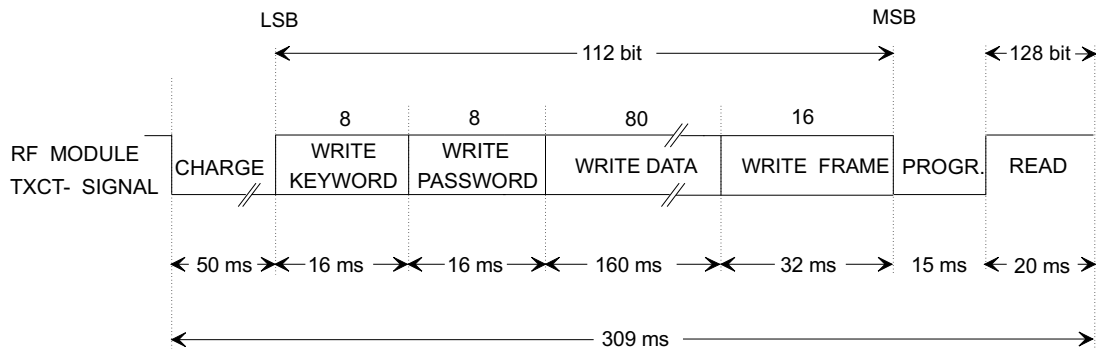 LSB
MSB
112 bit
128 bit
8
8
80
16
RF MODULE
TXCT- SIGNAL
CHARGE
WRITE
KEYWORD
WRITE
PASSWORD
WRITE DATA
WRITE FRAME
PROGR.
READ
50 ms
16 ms
16 ms
160 ms
32 ms
15 ms
20 ms
309 ms